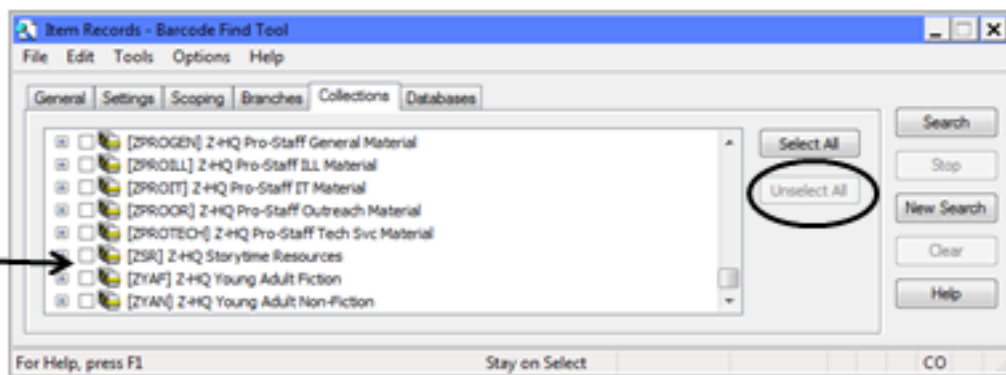 Item Records - Barcode Find Tool
File Edit Tools Options Help
General Settings Scoping Branches Collections Databases
[ZPROGEN] Z-HQ Pro-Staff General Material
[ZPROILL] Z-HQ Pro-Staff ILL Material
[ZPROIT] Z-HQ Pro-Staff IT Material
[ZPROOR] Z-HQ Pro-Staff Outreach Material
[ZPROTECH] Z-HQ Pro-Staff Tech Svc Material
[ZSR] Z-HQ Storytime Resources
[ZYAF] Z-HQ Young Adult Fiction
[ZYAN] Z-HQ Young Adult Non-Fiction
Select All
Unselect All
Search
Stop
New Search
Clear
Help
For Help, press F1 Stay on Select CO